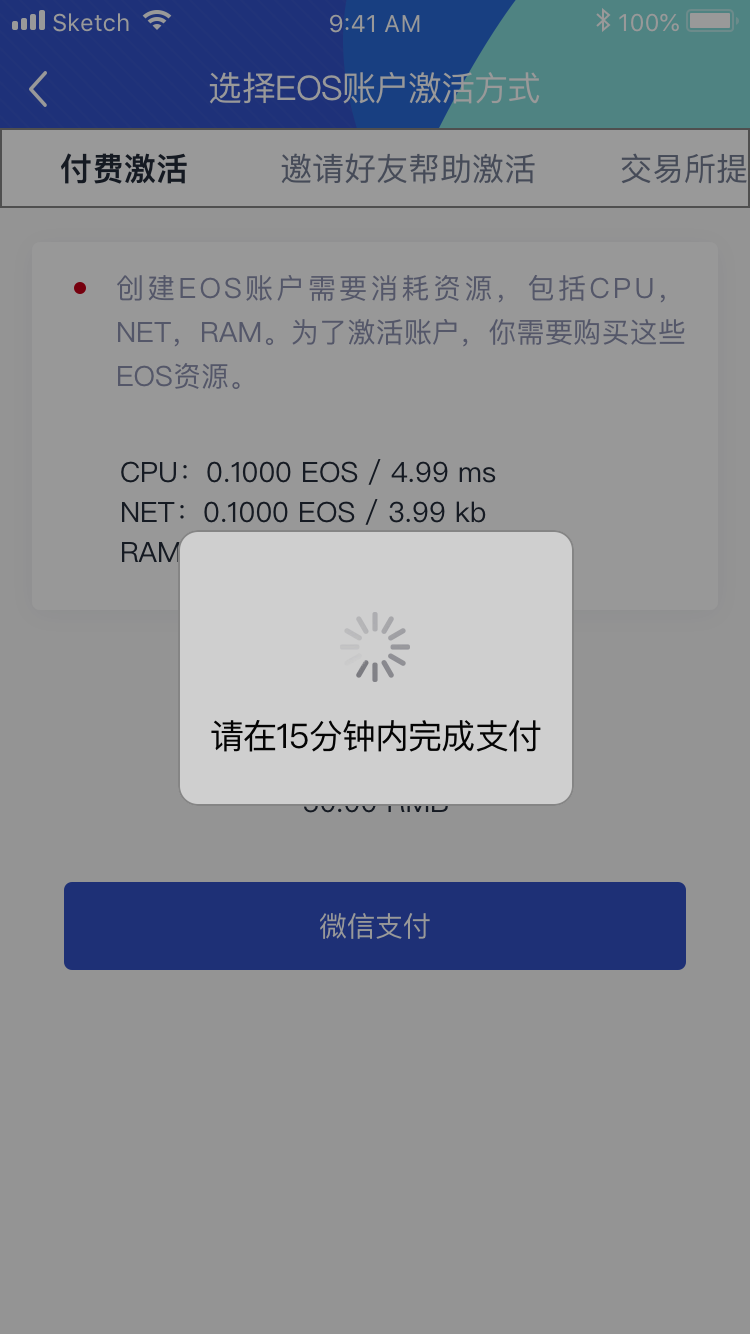 Sketch 9:41 AM 100%
选择EOS账户激活方式
付费激活 邀请好友帮助激活 交易所提
创建EOS账户需要消耗资源，包括CPU，
NET，RAM。为了激活账户，你需要购买这些
EOS资源。
CPU：0.1000 EOS / 4.99 ms
NET：0.1000 EOS / 3.99 kb
RAM
请在15分钟内完成支付
微信支付